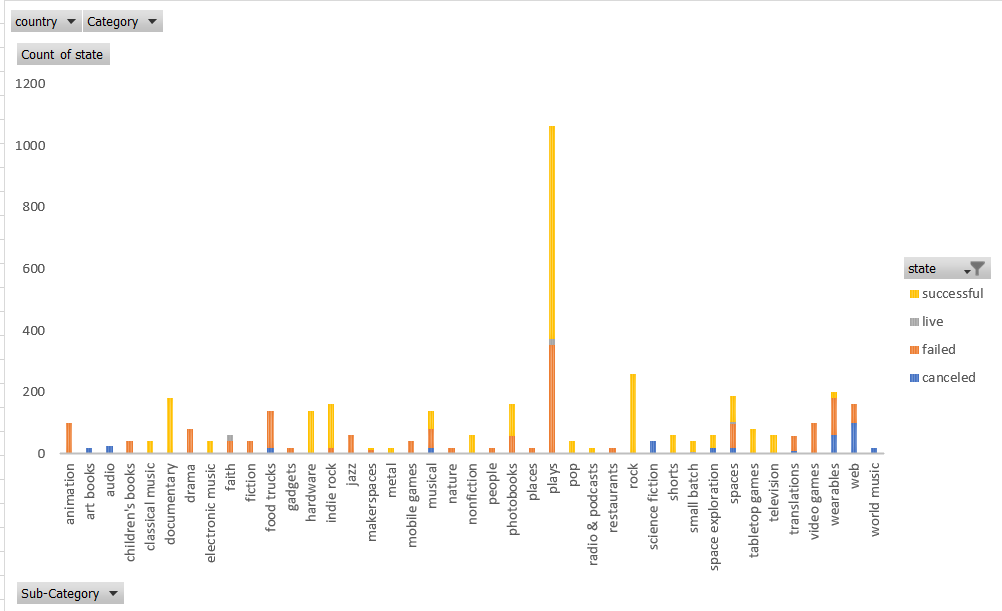 country Category
Count of state
1200
1000
800
600
400
200
0
animation
art books
audio
children's books
classical music
documentary
drama
electronic music
faith
fiction
food trucks
gadgets
hardware
indie rock
jazz
makerspaces
metal
mobile games
musical
nature
nonfiction
people
photobooks
places
plays
pop
radio & podcasts
restaurants
rock
science fiction
shorts
small batch
space exploration
spaces
tabletop games
television
translations
video games
wearables
web
world music
state
successful
live
failed
canceled
Sub-Category